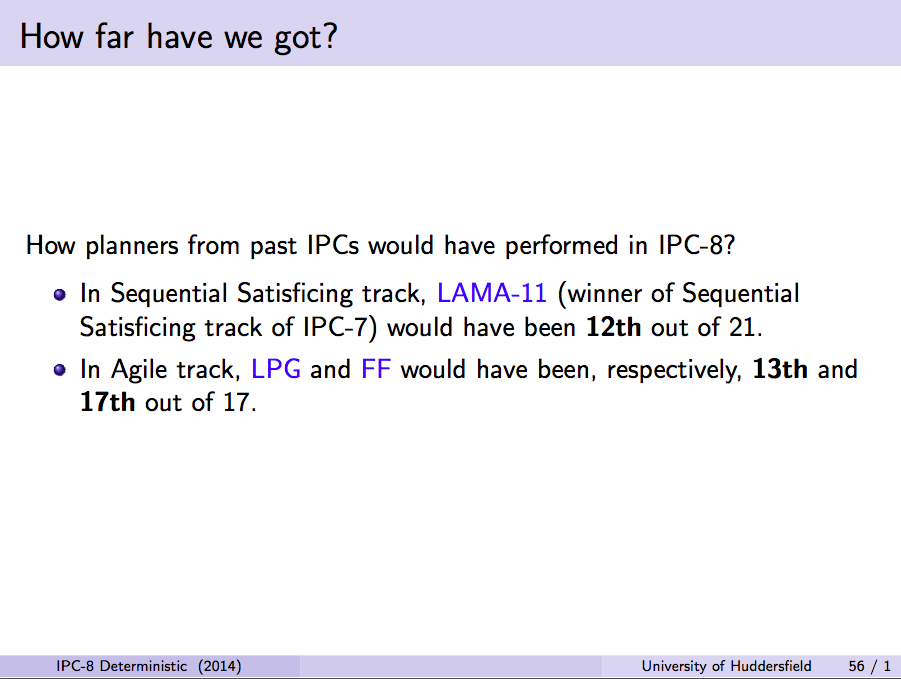 How far have we got?
How planners from past IPCs would have performed in IPC-8?
In Sequential Satisficing track, LAMA-11 (winner of Sequential
Satisficing track of IPC-7) would have been 12th out of 21.
In Agile track, LPG and FF would have been, respectively, 13th and
17th out of 17.
IPC-8 Deterministic (2014) University of Huddersfield 56 / 1